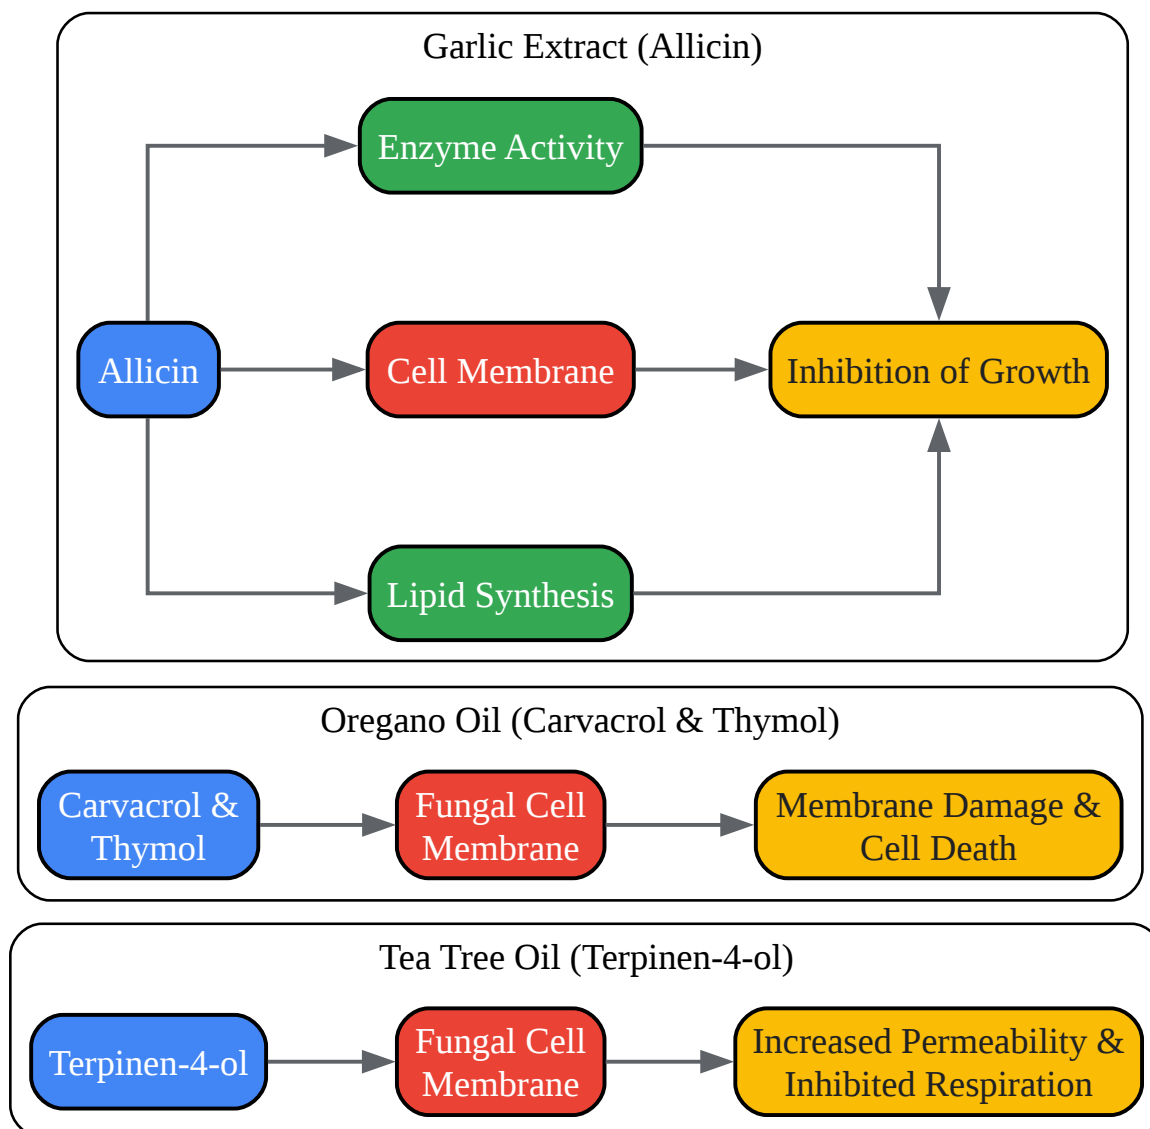 Garlic Extract (Allicin)
Enzyme Activity
Allicin
Cell Membrane
Inhibition of Growth
Lipid Synthesis
Oregano Oil (Carvacrol & Thymol)
Carvacrol &
Thymol
Fungal Cell
Membrane
Membrane Damage &
Cell Death
Tea Tree Oil (Terpinen-4-ol)
Terpinen-4-ol
Fungal Cell
Membrane
Increased Permeability &
Inhibited Respiration